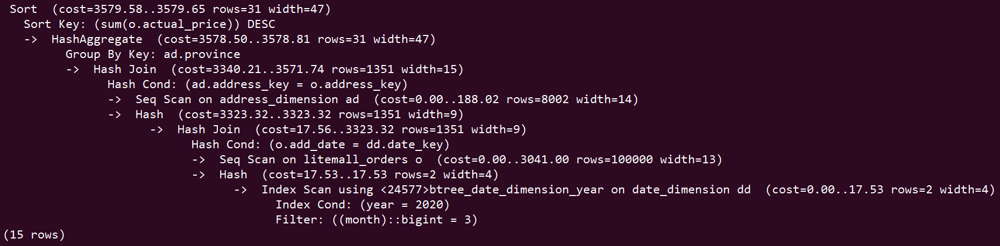 Sort  (cost=3579.58..3579.65 rows=31 width=47)
  Sort Key: (sum(o.actual_price)) DESC
  ->  HashAggregate  (cost=3578.50..3578.81 rows=31 width=47)
        Group By Key: ad.province
        ->  Hash Join  (cost=3340.21..3571.74 rows=1351 width=15)
              Hash Cond: (ad.address_key = o.address_key)
              ->  Seq Scan on address_dimension ad  (cost=0.00..188.02 rows=8002 width=14)
              ->  Hash  (cost=3323.32..3323.32 rows=1351 width=9)
                    ->  Hash Join  (cost=17.56..3323.32 rows=1351 width=9)
                          Hash Cond: (o.add_date = dd.date_key)
                          ->  Seq Scan on litemall_orders o  (cost=0.00..3041.00 rows=100000 width=13)
                          ->  Hash  (cost=17.53..17.53 rows=2 width=4)
                                ->  Index Scan using <24577>btree_date_dimension_year on date_dimension dd  (cost=0.00..17.53 rows=2 width=4)
                                      Index Cond: (year = 2020)
                                      Filter: ((month)::bigint = 3)
(15 rows)